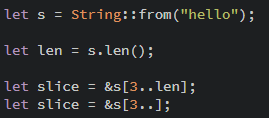 let s = String::from("hello");
let len = s.len();
let slice = &s[3..len];
let slice = &s[3..];